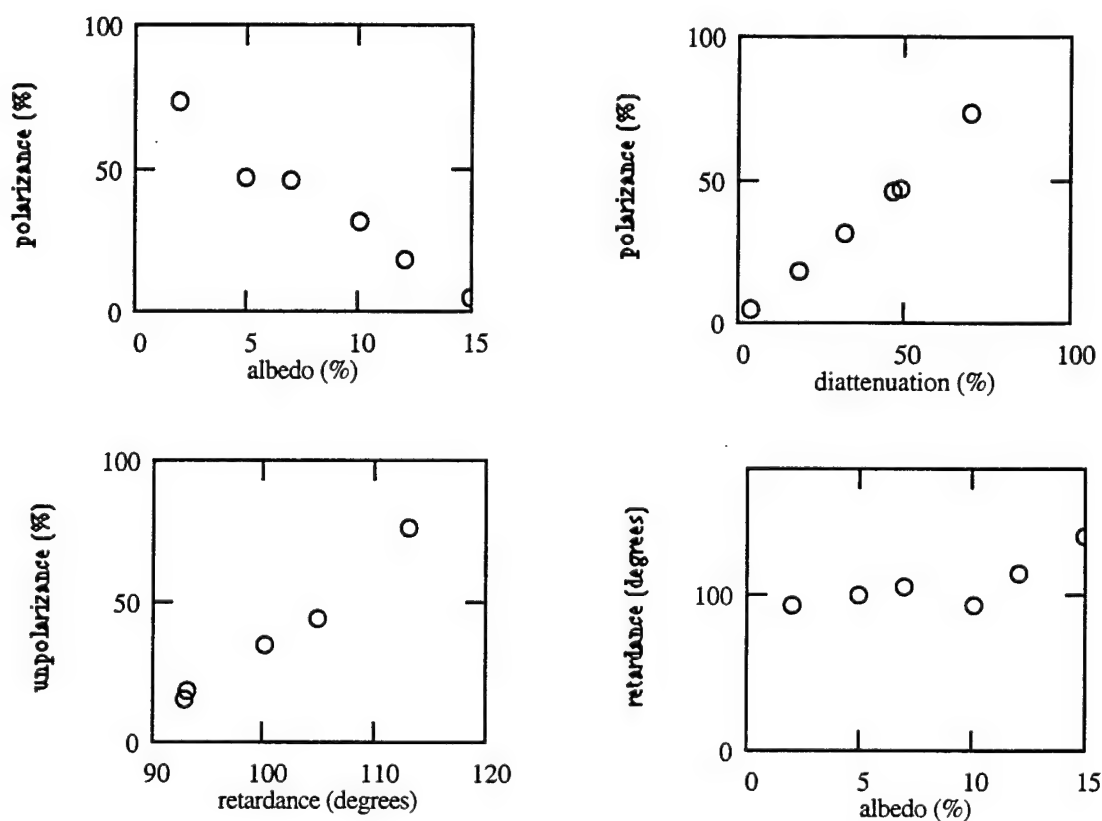 100
50
0
polarizance (%)
0 5 10 15
albedo (%)
100
50
0
polarizance (%)
0 50 100
diattenuation (%)
100
50
0
unpolarizance (%)
90 100 113 120
retardance (degrees)
100
0
retardance (degrees)
0 5 10 15
albedo (%)